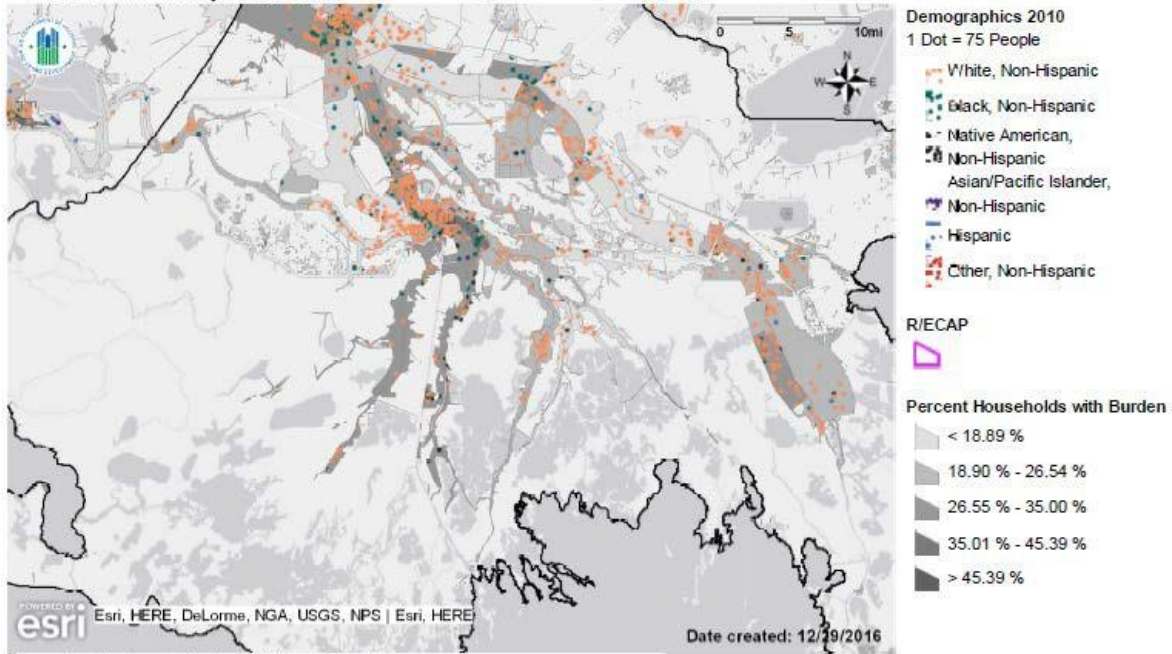 0 5 10mi
N
W E
S
POWERED BY
esri
Esri, HERE, DeLorme, NGA, USGS, NPS | Esri, HERE
Date created: 12/29/2016
Demographics 2010
1 Dot = 75 People
White, Non-Hispanic
Black, Non-Hispanic
Native American,
Non-Hispanic
Asian/Pacific Islander,
Non-Hispanic
Hispanic
Other, Non-Hispanic
R/ECAP
Percent Households with Burden
< 18.89 %
18.90 % - 26.54 %
26.55 % - 35.00 %
35.01 % - 45.39 %
> 45.39 %